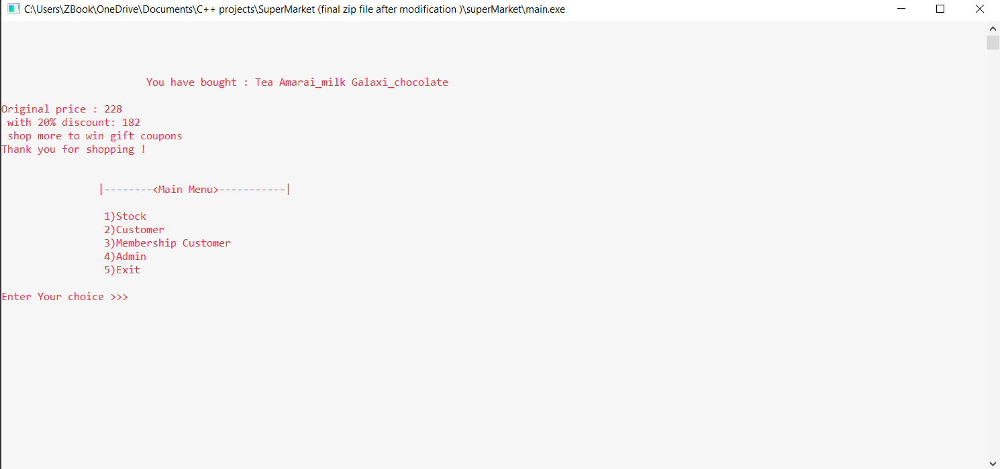 C:\Users\ZBook\OneDrive\Documents\C++ projects\SuperMarket (final zip file after modification )\superMarket\main.exe
You have bought : Tea Amarai_milk Galaxi_chocolate
Original price : 228
with 20% discount: 182
shop more to win gift coupons
Thank you for shopping !
|--------<Main Menu>-----------|
1)Stock
2)Customer
3)Membership Customer
4)Admin
5)Exit
Enter Your choice >>>